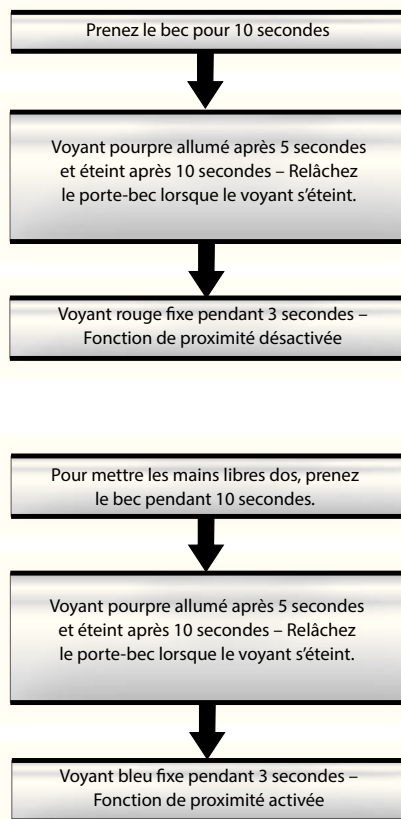 Prenez le bec pour 10 secondes
Voyant pourpre allumé après 5 secondes
et éteint après 10 secondes – Relâchez
le porte-bec lorsque le voyant s’éteint.
Voyant rouge fixe pendant 3 secondes –
Fonction de proximité désactivée
Pour mettre les mains libres dos, prenez
le bec pendant 10 secondes.
Voyant pourpre allumé après 5 secondes
et éteint après 10 secondes – Relâchez
le porte-bec lorsque le voyant s’éteint.
Voyant bleu fixe pendant 3 secondes –
Fonction de proximité activée